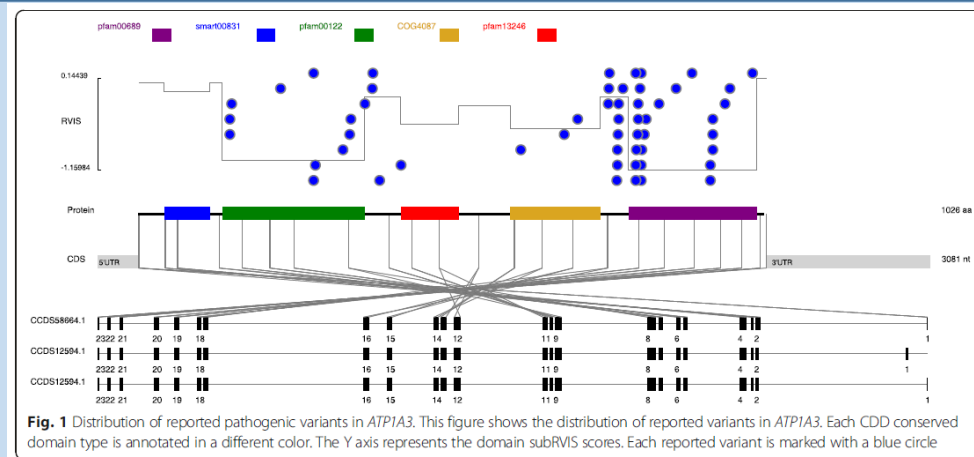 pfam00689 smart00831 pfam00122 COG4087 pfam13246
0.14439
RVIS
-1.15984
Protein 1026 aa
CDS 5'UTR 3'UTR 3081 nt
CCDS58664.1
2322 21 20 19 18 16 15 14 12 11 9 8 6 4 2 1
CCDS12594.1
2322 21 20 19 18 16 15 14 12 11 9 8 6 4 2 1
CCDS12594.1
2322 21 20 19 18 16 15 14 12 11 9 8 6 4 2 1
Fig. 1 Distribution of reported pathogenic variants in ATP1A3. This figure shows the distribution of reported variants in ATP1A3. Each CDD conserved
domain type is annotated in a different color. The Y axis represents the domain subRVIS scores. Each reported variant is marked with a blue circle